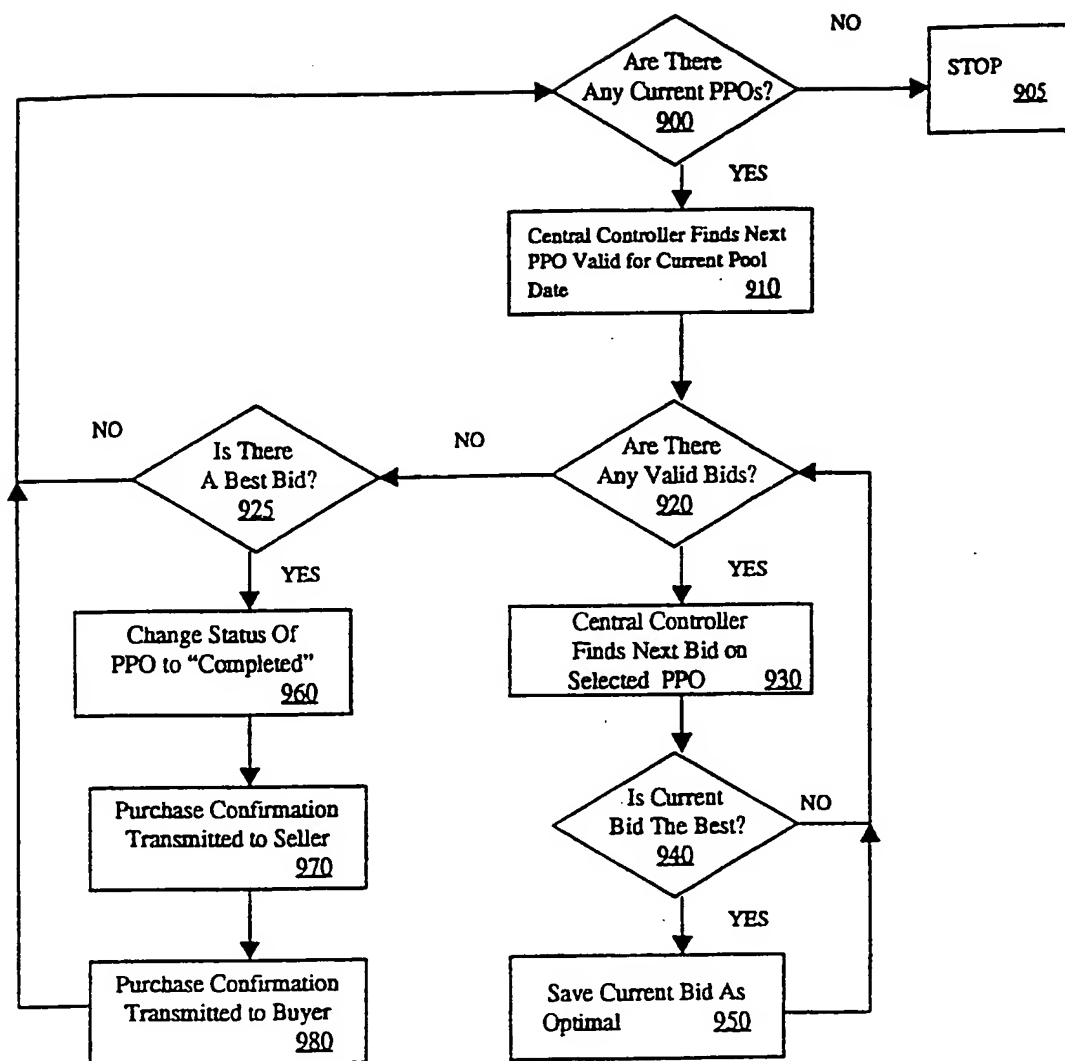 NO
Are There
Any Current PPOs?
900
STOP
905
YES
Central Controller Finds Next
PPO Valid for Current Pool
Date 910
NO
Is There
A Best Bid?
925
NO
Are There
Any Valid Bids?
920
YES
YES
Change Status Of
PPO to “Completed”
960
Central Controller
Finds Next Bid on
Selected PPO 930
Purchase Confirmation
Transmitted to Seller
970
Is Current
Bid The Best?
940
NO
YES
Purchase Confirmation
Transmitted to Buyer
980
Save Current Bid As
Optimal 950